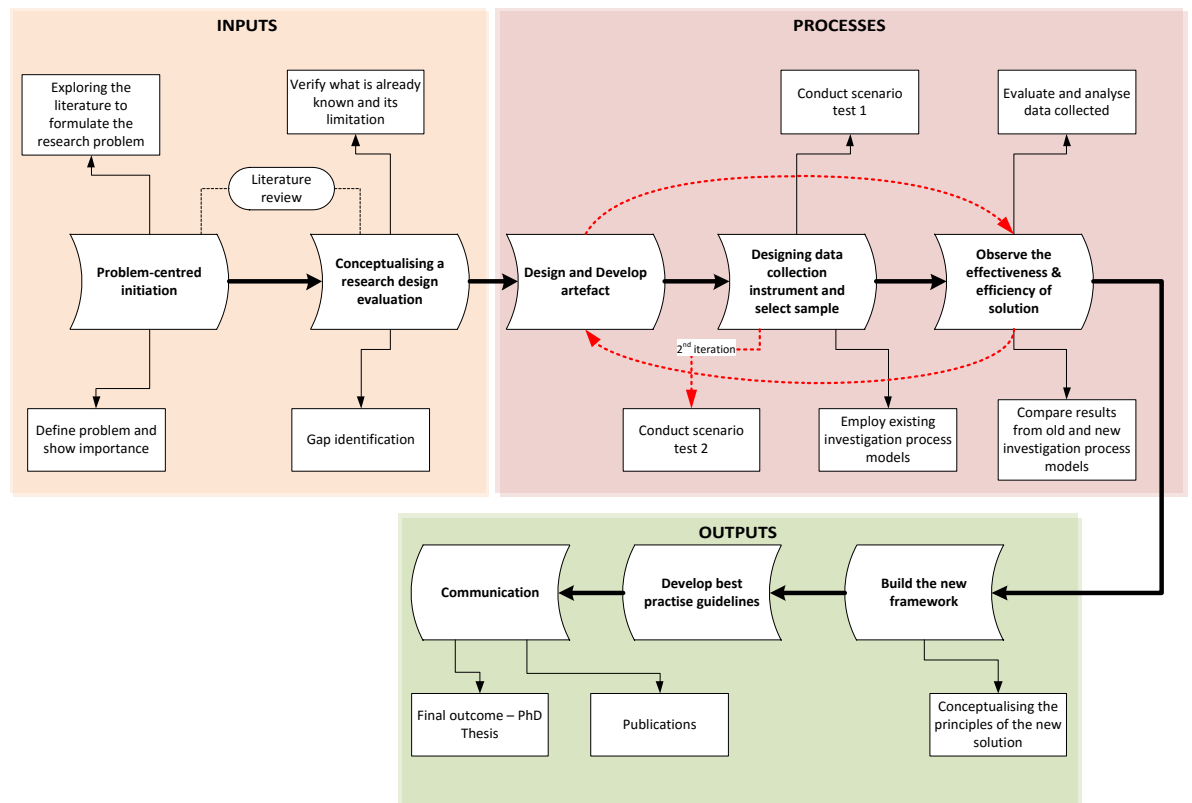 INPUTS
Exploring the
literature to
formulate the
research problem
Verify what is already
known and its
limitation
Literature
review
Problem-centred
initiation
Conceptualising a
research design
evaluation
Define problem and
show importance
Gap identification
PROCESSES
Conduct scenario
test 1
Evaluate and analyse
data collected
Design and Develop
artefact
Designing data
collection
instrument and
select sample
Observe the
effectiveness &
efficiency of
solution
2nd iteration
Conduct scenario
test 2
Employ existing
investigation process
models
Compare results
from old and new
investigation process
models
OUTPUTS
Communication
Develop best
practise guidelines
Build the new
framework
Final outcome – PhD
Thesis
Publications
Conceptualising the
principles of the new
solution